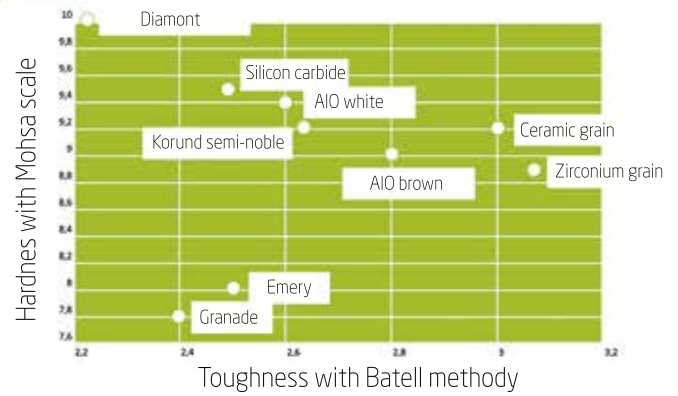 10
Diamont
9,8
9,6
Silicon carbide
9,4
AlO white
9,2
Ceramic grain
Korund semi-noble
9
Zirconium grain
8,8
AlO brown
8,6
8,4
8,2
8
Emery
7,8
Granade
7,6
2,2 2,4 2,6 2,8 3 3,2
Hardnes with Mohsa scale
Toughness with Batell methody